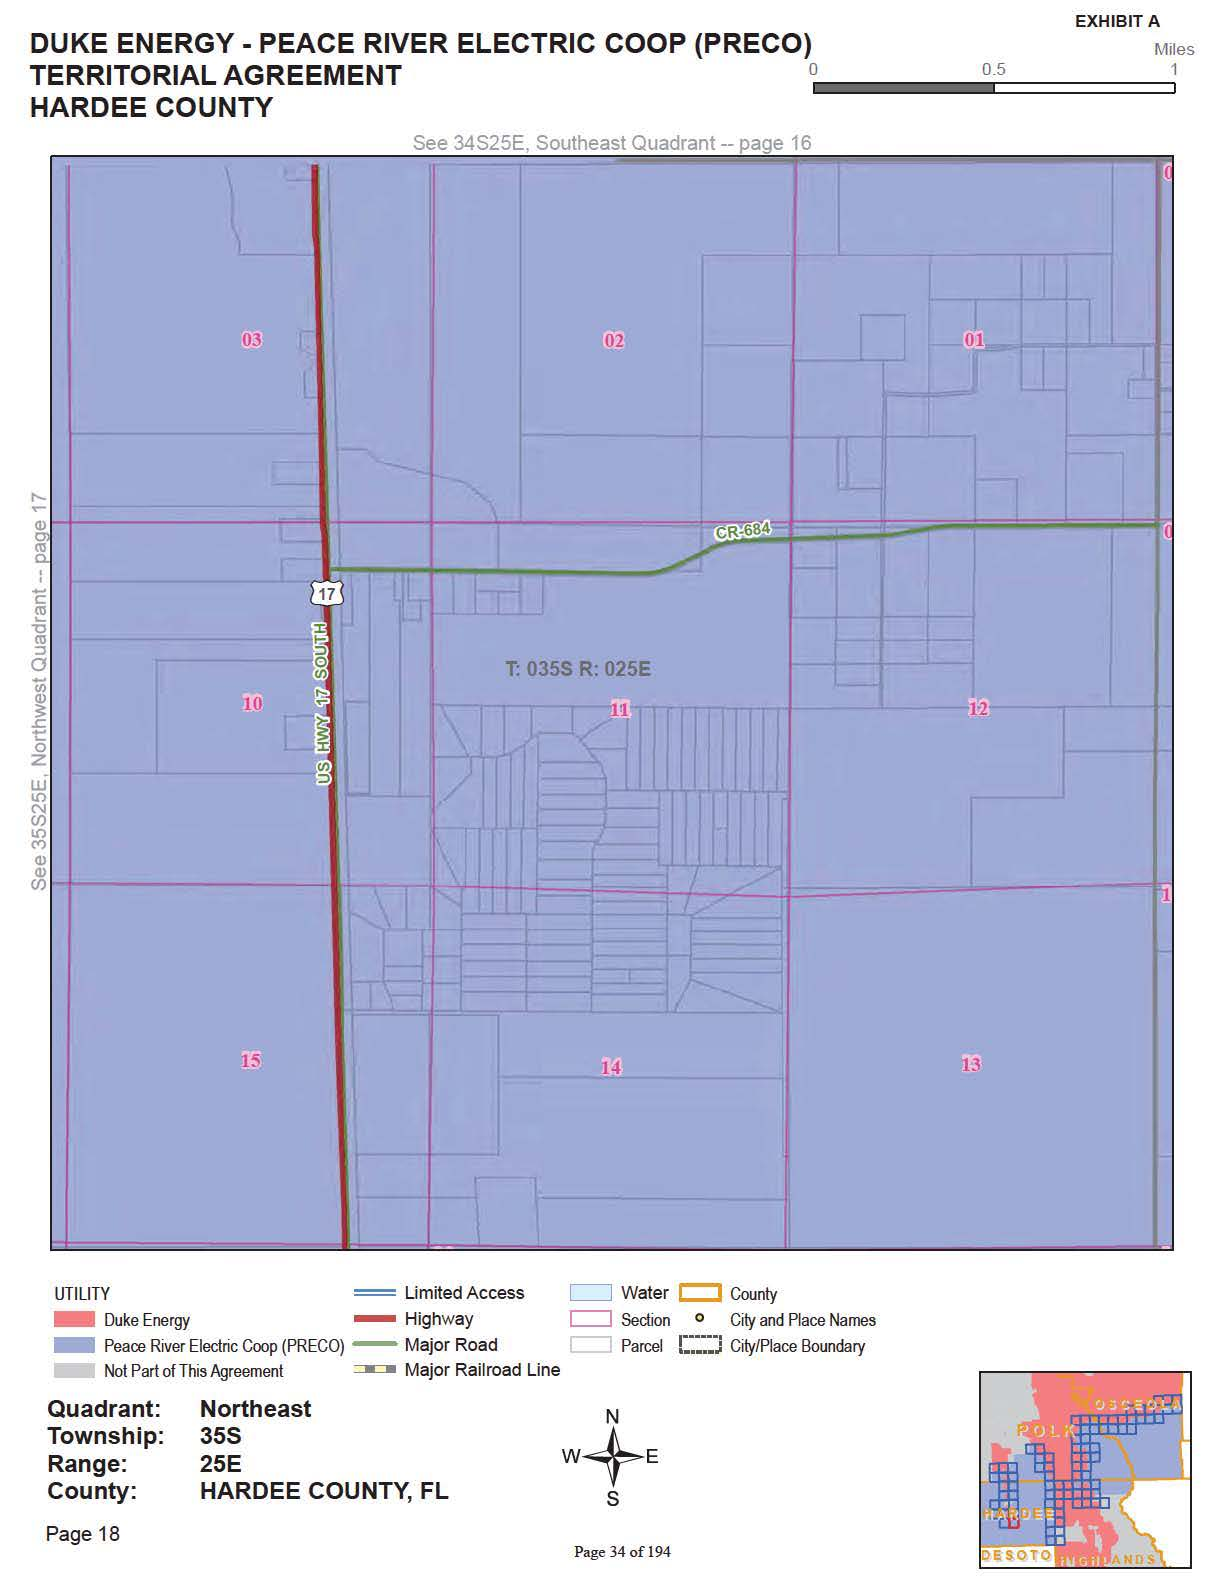 EXHIBIT A
DUKE ENERGY - PEACE RIVER ELECTRIC COOP (PRECO)
TERRITORIAL AGREEMENT
HARDEE COUNTY
Miles
0 0.5 1
See 34S25E, Southeast Quadrant -- page 16
See 35S25E, Northwest Quadrant -- page 17
0
03 02 01
CR-684
0
17
US HWY 17 SOUTH
T: 035S R: 025E
10 11 12
1
15 14 13
UTILITY
Duke Energy
Peace River Electric Coop (PRECO)
Not Part of This Agreement
Limited Access
Highway
Major Road
Major Railroad Line
Water
Section
Parcel
County
City and Place Names
City/Place Boundary
Quadrant: Northeast
Township: 35S
Range: 25E
County: HARDEE COUNTY, FL
Page 18
N
W E
S
Page 34 of 194
OSCEOLA
POLK
HARDEE
DESOTO
HIGHLANDS